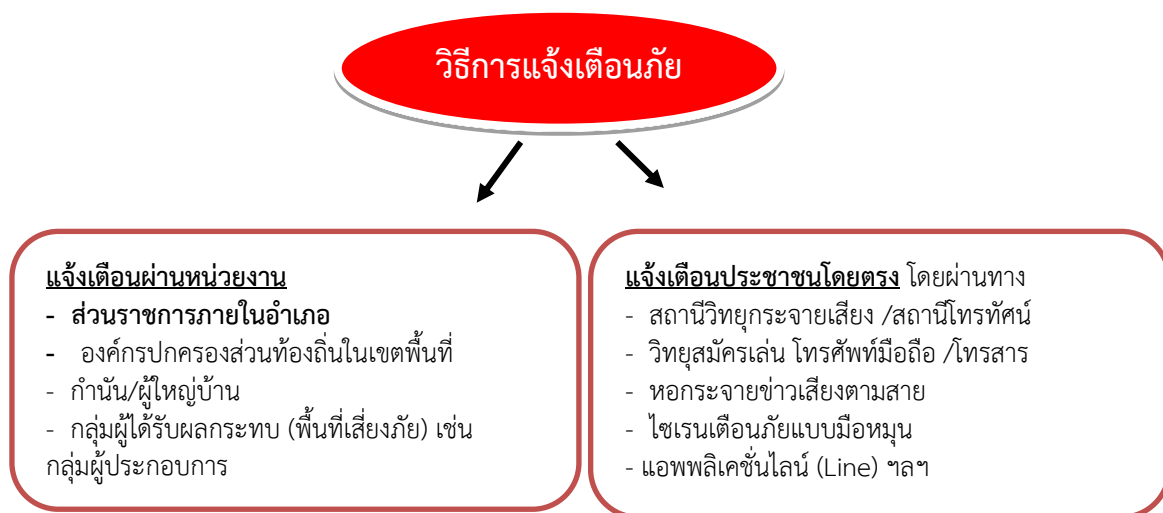 วิธีการแจ้งเตือนภัย
แจ้งเตือนผ่านหน่วยงาน
- ส่วนราชการภายในอำเภอ
- องค์กรปกครองส่วนท้องถิ่นในเขตพื้นที่
- กำนัน/ผู้ใหญ่บ้าน
- กลุ่มผู้ได้รับผลกระทบ (พื้นที่เสี่ยงภัย) เช่น
กลุ่มผู้ประกอบการ
แจ้งเตือนประชาชนโดยตรง โดยผ่านทาง
- สถานีวิทยุกระจายเสียง /สถานีโทรทัศน์
- วิทยุสมัครเล่น โทรศัพท์มือถือ /โทรสาร
- หอกระจายข่าวเสียงตามสาย
- ไซเรนเตือนภัยแบบมือหมุน
- แอพพลิเคชั่นไลน์ (Line) ฯลฯ